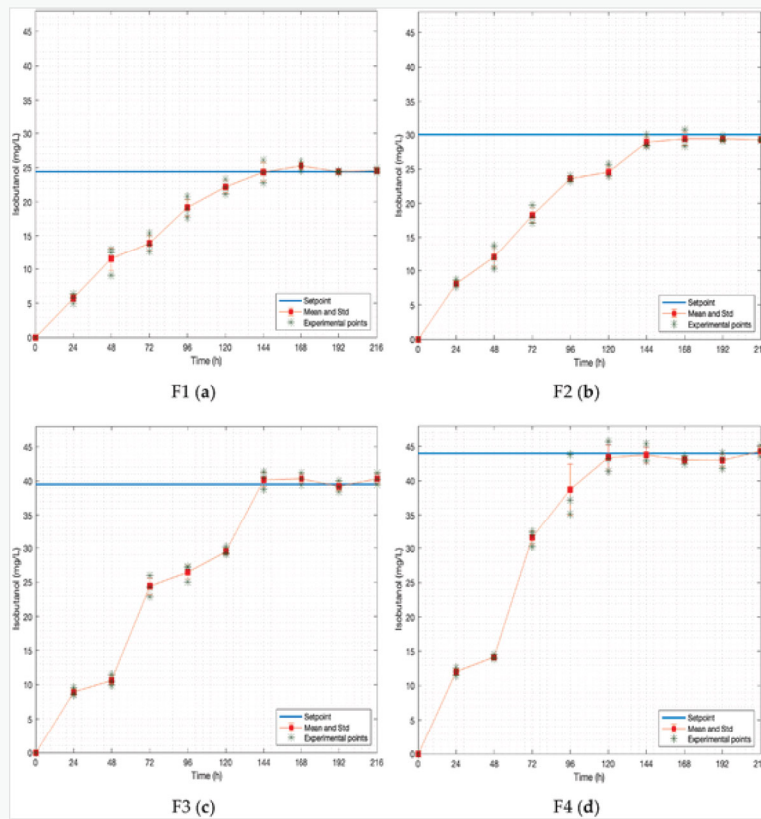 45
40
35
30
25
20
15
10
5
0
Isobutanol (mg/L)
Setpoint
Mean and Std
Experimental points
0 24 48 72 96 120 144 168 192 216
Time (h)
F1 (a)
45
40
35
30
25
20
15
10
5
0
Isobutanol (mg/L)
Setpoint
Mean and Std
Experimental points
0 24 48 72 96 120 144 168 192
Time (h)
F2 (b)
45
40
35
30
25
20
15
10
5
0
Isobutanol (mg/L)
Setpoint
Mean and Std
Experimental points
0 24 48 72 96 120 144 168 192 216
Time (h)
F3 (c)
45
40
35
30
25
20
15
10
5
0
Isobutanol (mg/L)
Setpoint
Mean and Std
Experimental points
0 24 48 72 96 120 144 168 192
Time (h)
F4 (d)